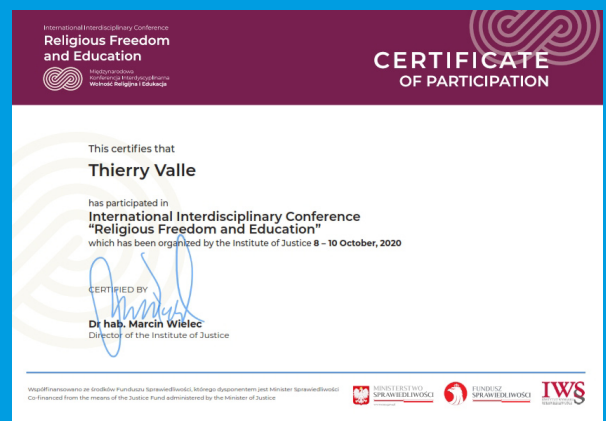 International Interdisciplinary Conference
Religious Freedom
and Education
Międzynarodowa
Konferencja Interdyscyplinarna
Wolność Religijna i Edukacja
CERTIFICATE
OF PARTICIPATION
This certifies that
Thierry Valle
has participated in
International Interdisciplinary Conference
“Religious Freedom and Education”
which has been organized by the Institute of Justice 8 – 10 October, 2020
CERTIFIED BY
Dr hab. Marcin Wielec
Director of the Institute of Justice
Współfinansowano ze środków Funduszu Sprawiedliwości, którego dysponentem jest Minister Sprawiedliwości
Co-financed from the means of the Justice Fund administered by the Minister of Justice
MINISTERSTWO
SPRAWIEDLIWOŚCI
FUNDUSZ
SPRAWIEDLIWOŚCI
IWS